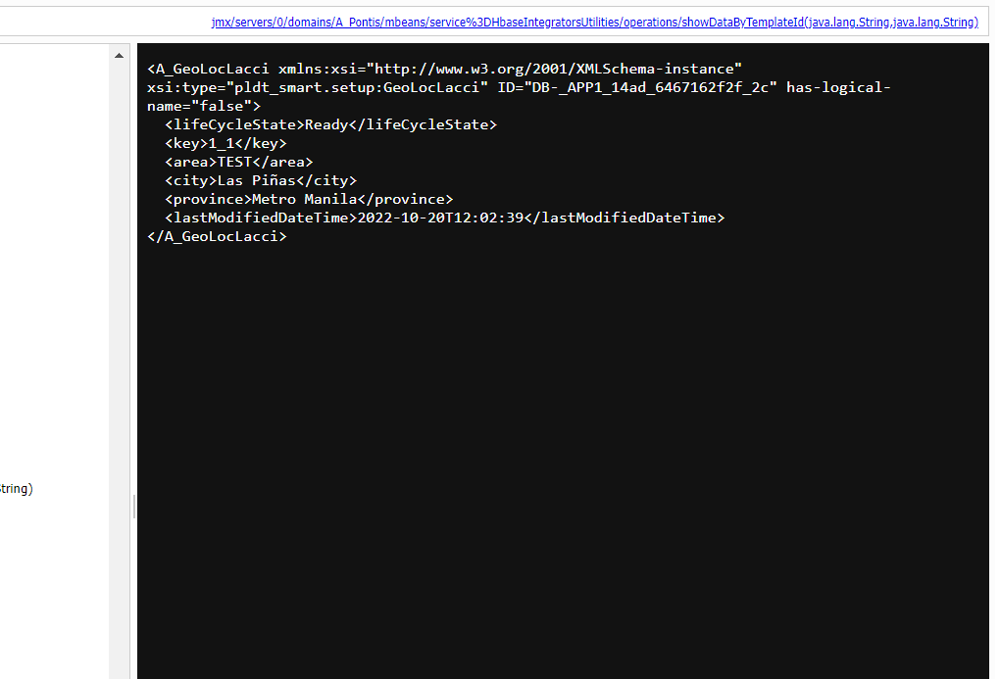 jmx/servers/0/domains/A_Pontis/mbeans/service%3DHbaseIntegratorsUtilities/operations/showDataByTemplateId(java.lang.String,java.lang.String)
<A_GeoLocLacci xmlns:xsi="http://www.w3.org/2001/XMLSchema-instance"
xsi:type="pldt_smart.setup:GeoLocLacci" ID="DB-_APP1_14ad_6467162f2f_2c" has-logical-
name="false">
  <lifeCycleState>Ready</lifeCycleState>
  <key>1_1</key>
  <area>TEST</area>
  <city>Las Piñas</city>
  <province>Metro Manila</province>
  <lastModifiedDateTime>2022-10-20T12:02:39</lastModifiedDateTime>
</A_GeoLocLacci>
tring)